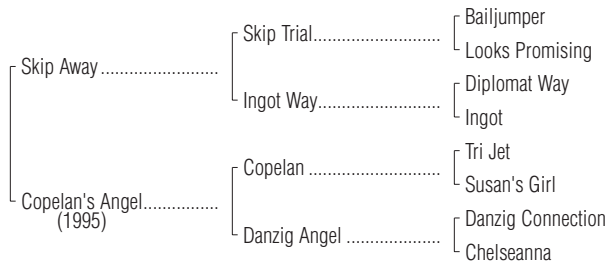 Bailjumper
Skip Trial
Looks Promising
Skip Away
Diplomat Way
Ingot Way
Ingot
Tri Jet
Copelan
Susan's Girl
Copelan's Angel
(1995)
Danzig Connection
Danzig Angel
Chelseanna